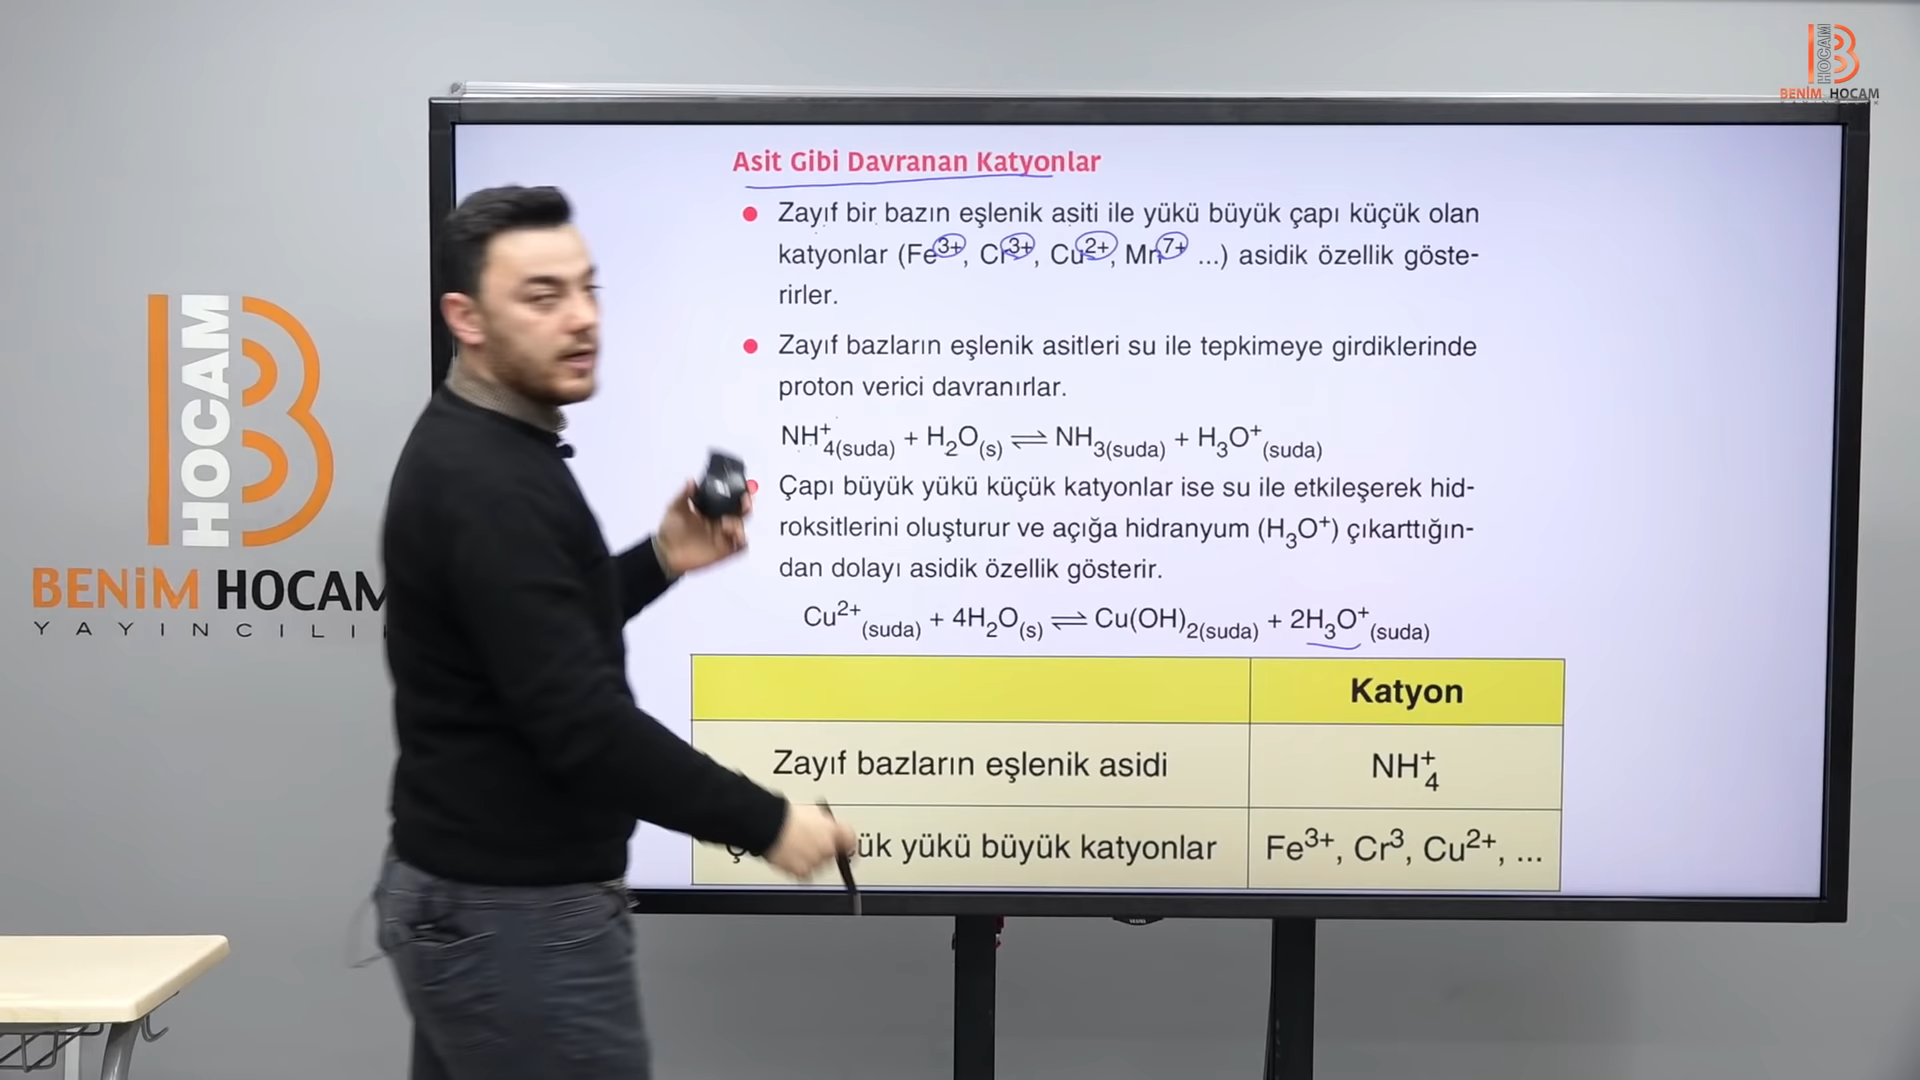 B HOCAM
BENİM HOCAM
YAYINCILIK
Asit Gibi Davranan Katyonlar
Zayıf bir bazın eşlenik asiti ile yükü büyük çapı küçük olan
katyonlar (Fe³⁺, Cr³⁺, Cu²⁺, Mn⁷⁺ ...) asidik özellik göste-
rirler.
Zayıf bazların eşlenik asitleri su ile tepkimeye girdiklerinde
proton verici davranırlar.
NH₄⁺(suda) + H₂O(s) ⇌ NH₃(suda) + H₃O⁺(suda)
Çapı büyük yükü küçük katyonlar ise su ile etkileşerek hid-
roksitlerini oluşturur ve açığa hidranyum (H₃O⁺) çıkarttığın-
dan dolayı asidik özellik gösterir.
Cu²⁺(suda) + 4H₂O(s) ⇌ Cu(OH)₂(suda) + 2H₃O⁺(suda)
Katyon
Zayıf bazların eşlenik asidi NH₄⁺
yükü büyük katyonlar Fe³⁺, Cr³, Cu²⁺, ...
B HOCAM
BENİM HOCAM
YAYINCILI